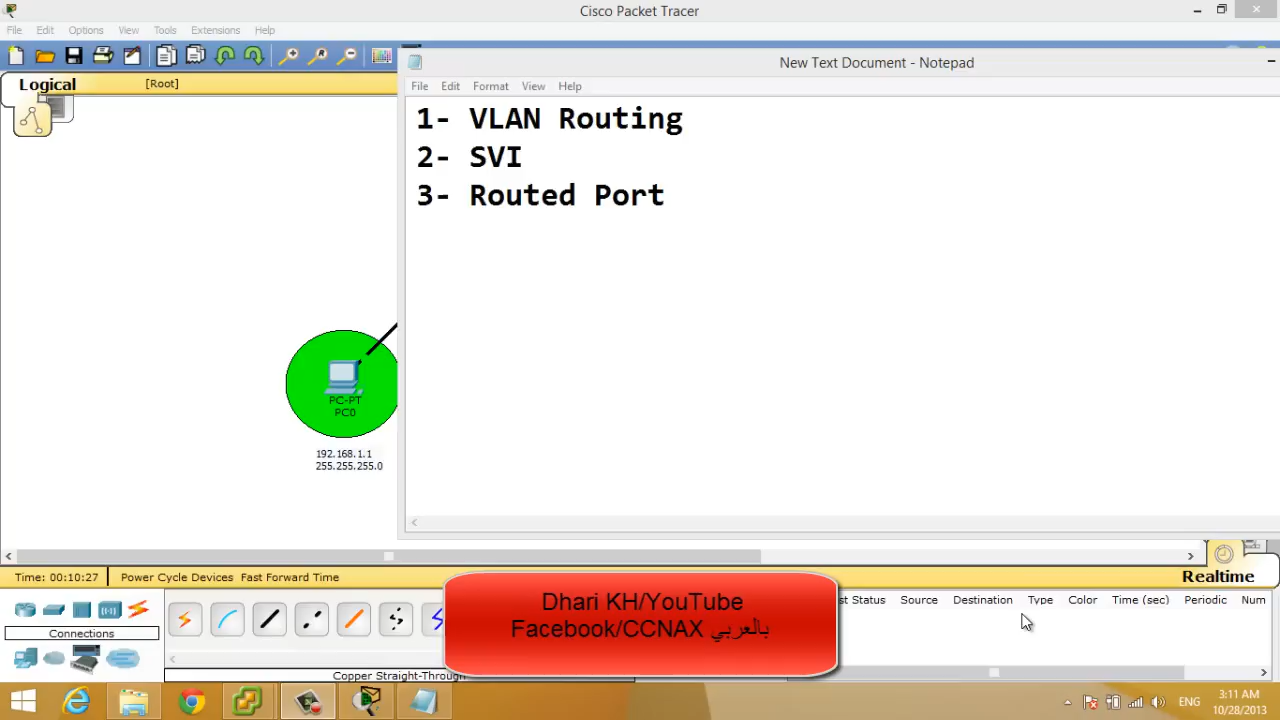 Cisco Packet Tracer
File Edit Options View Tools Extensions Help
Logical
[Root]
New Text Document - Notepad
File Edit Format View Help
1- VLAN Routing
2- SVI
3- Routed Port
PC-PT
PC0
192.168.1.1
255.255.255.0
Time: 00:10:27 Power Cycle Devices Fast Forward Time
Realtime
st Status Source Destination Type Color Time (sec) Periodic Num
Connections
Copper Straight-Through
Dhari KH/YouTube
Facebook/CCNAX بالعربي
ENG
3:11 AM
10/28/2013